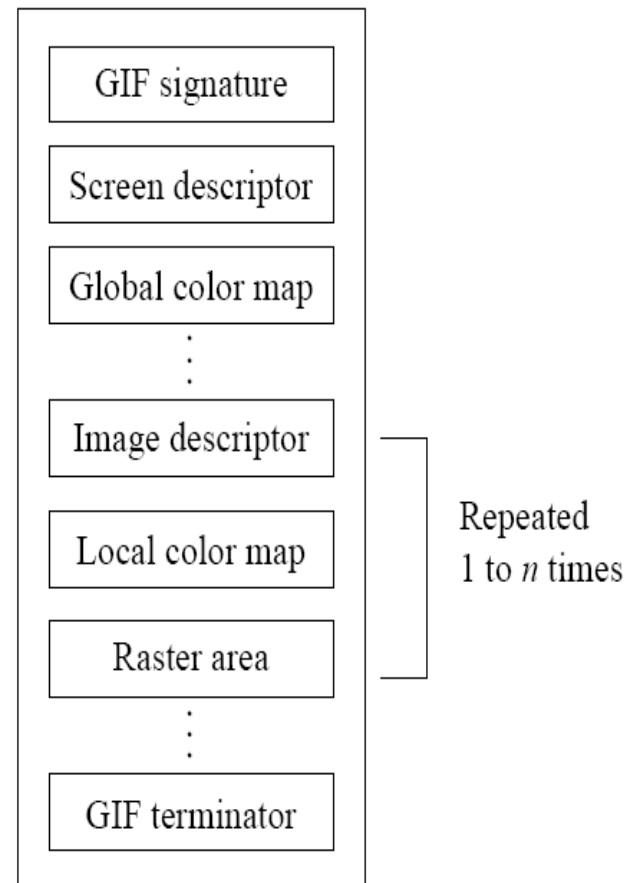 GIF signature
Screen descriptor
Global color map
Image descriptor
Local color map
Raster area
Repeated
1 to n times
GIF terminator